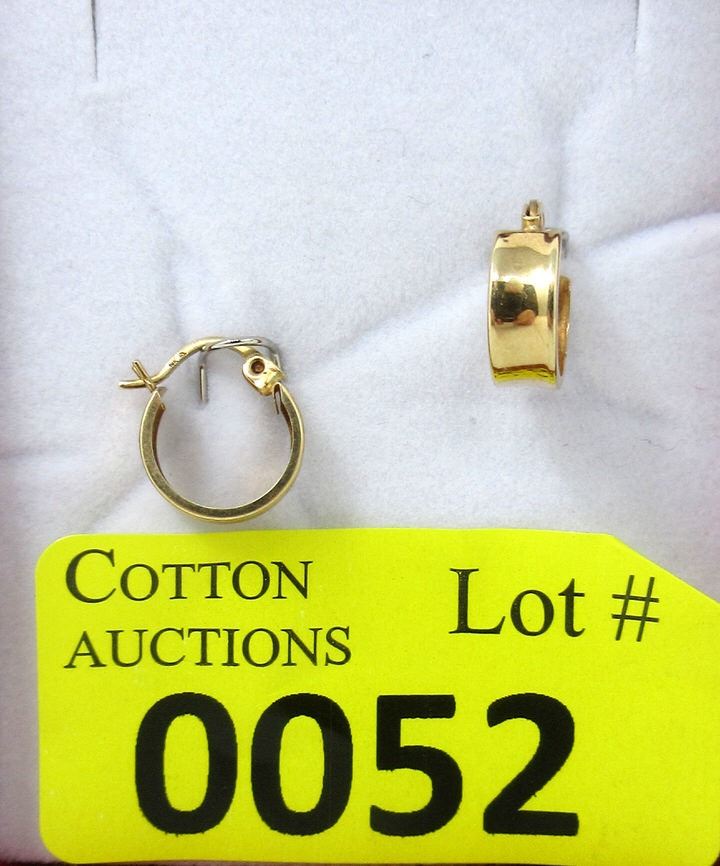 COTTON
AUCTIONS
Lot #
0052